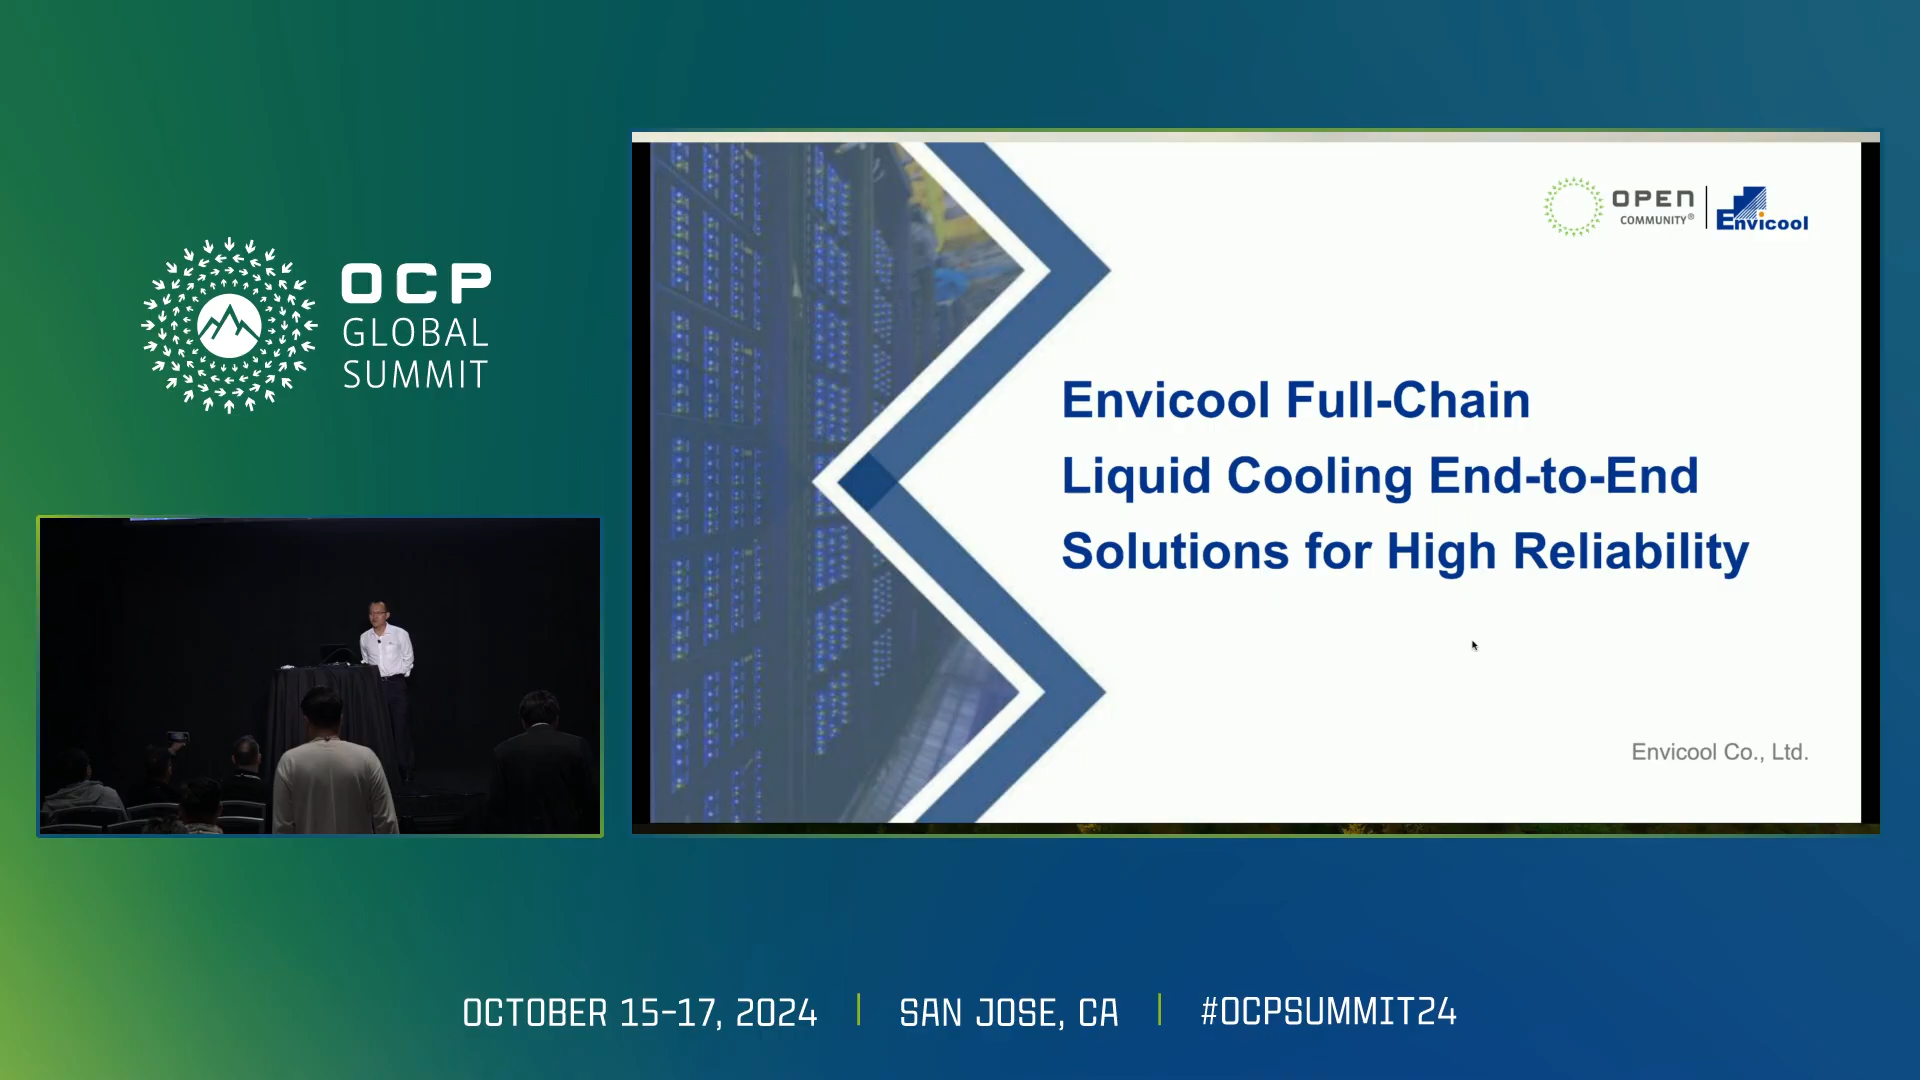 OCP
GLOBAL
SUMMIT
OPEN
COMMUNITY®
Envicool
Envicool Full-Chain
Liquid Cooling End-to-End
Solutions for High Reliability
Envicool Co., Ltd.
OCTOBER 15-17, 2024
SAN JOSE, CA
#OCPSUMMIT24